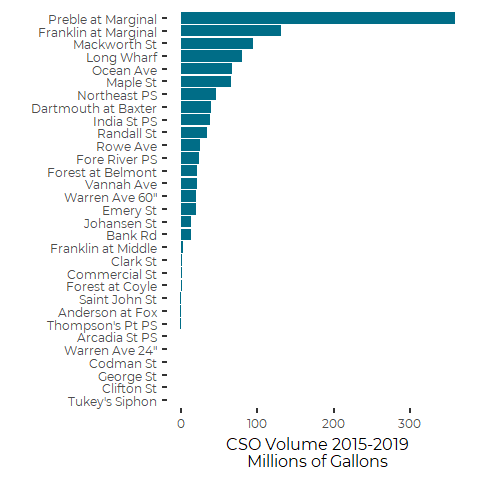 Preble at Marginal
Franklin at Marginal
Mackworth St
Long Wharf
Ocean Ave
Maple St
Northeast PS
Dartmouth at Baxter
India St PS
Randall St
Rowe Ave
Fore River PS
Forest at Belmont
Vannah Ave
Warren Ave 60"
Emery St
Johansen St
Bank Rd
Franklin at Middle
Clark St
Commercial St
Forest at Coyle
Saint John St
Anderson at Fox
Thompson's Pt PS
Arcadia St PS
Warren Ave 24"
Codman St
George St
Clifton St
Tukey's Siphon
0 100 200 300
CSO Volume 2015-2019
Millions of Gallons